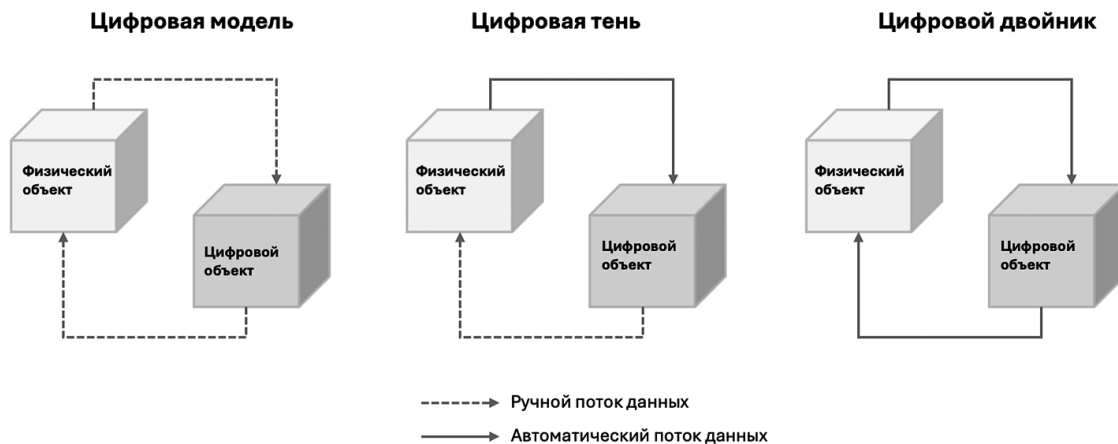 Цифровая модель
Цифровая тень
Цифровой двойник
Физический
объект
Цифровой
объект
Физический
объект
Цифровой
объект
Физический
объект
Цифровой
объект
Ручной поток данных
Автоматический поток данных